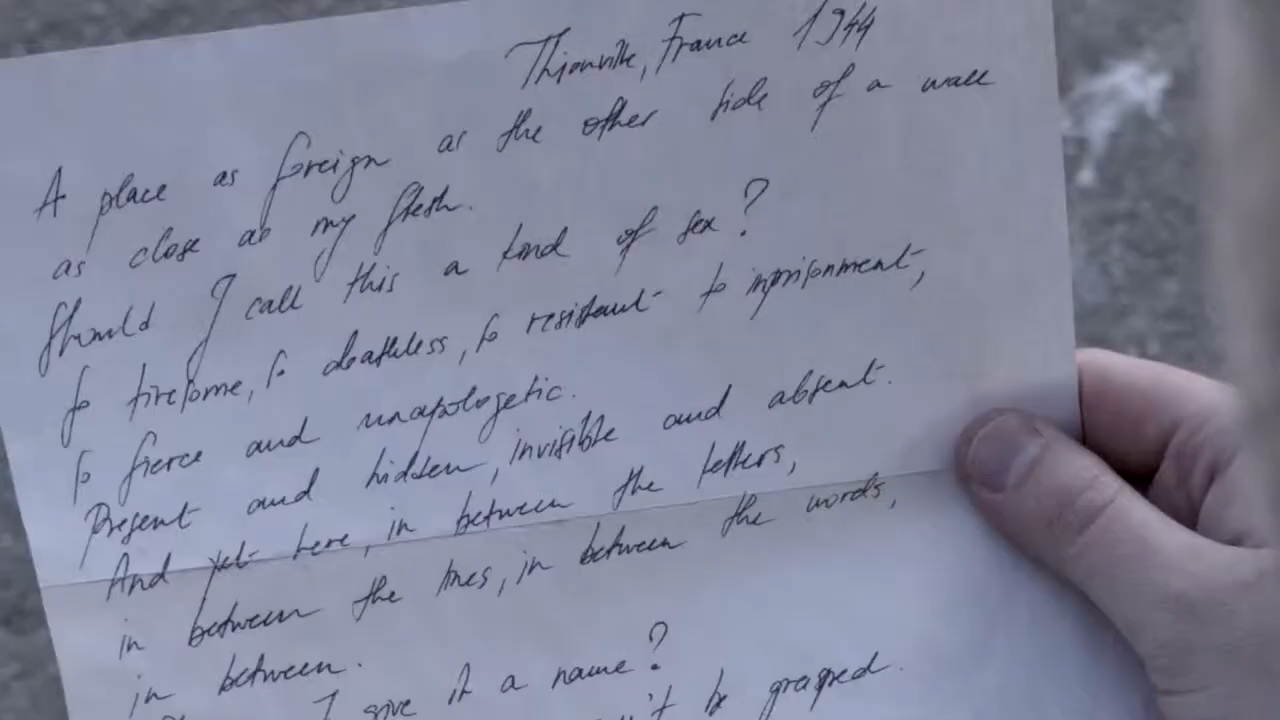 Thionville, France 1944
A place as foreign as the other side of a wall
as close as my flesh.
Should I call this a kind of sex?
So tiresome, so deathless, so resistant to imprisonment,
so fierce and unapologetic.
Present and hidden, invisible and absent.
And yet here, in between the letters,
in between the lines, in between the words,
in between.
I give it a name?
be grasped.